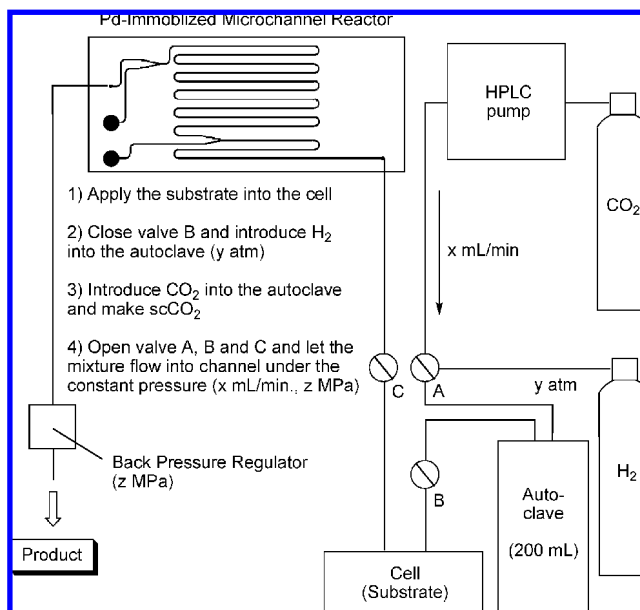 Pd-Immoblized Microchannel Reactor
HPLC
pump
CO2
1) Apply the substrate into the cell
2) Close valve B and introduce H2
into the autoclave (y atm)
3) Introduce CO2 into the autoclave
and make scCO2
4) Open valve A, B and C and let the
mixture flow into channel under the
constant pressure (x mL/min., z MPa)
x mL/min
C
A
y atm
B
H2
Back Pressure Regulator
(z MPa)
Product
Auto-
clave
(200 mL)
Cell
(Substrate)